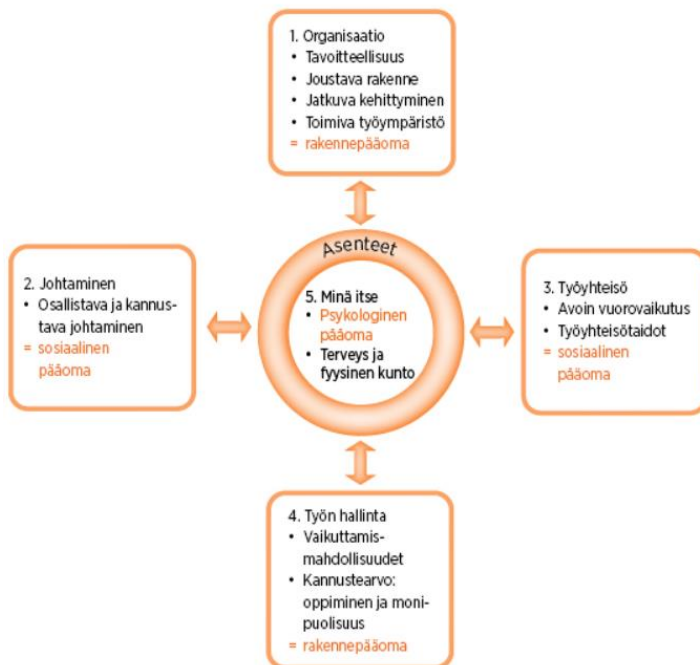 1. Organisaatio
• Tavoitteellisuus
• Joustava rakenne
• Jatkuva kehittyminen
• Toimiva työympäristö
= rakennepääoma
Asenteet
2. Johtaminen
• Osallistava ja kannus-
tava johtaminen
= sosiaalinen
pääoma
5. Minä itse
• Psykologinen
pääoma
• Terveys ja
fyysinen kunto
3. Työyhteisö
• Avoin vuorovaikutus
• Työyhteisötaidot
= sosiaalinen
pääoma
4. Työn hallinta
• Vaikuttamis-
mahdollisuudet
• Kannustearvo:
oppiminen ja moni-
puolisuus
= rakennepääoma